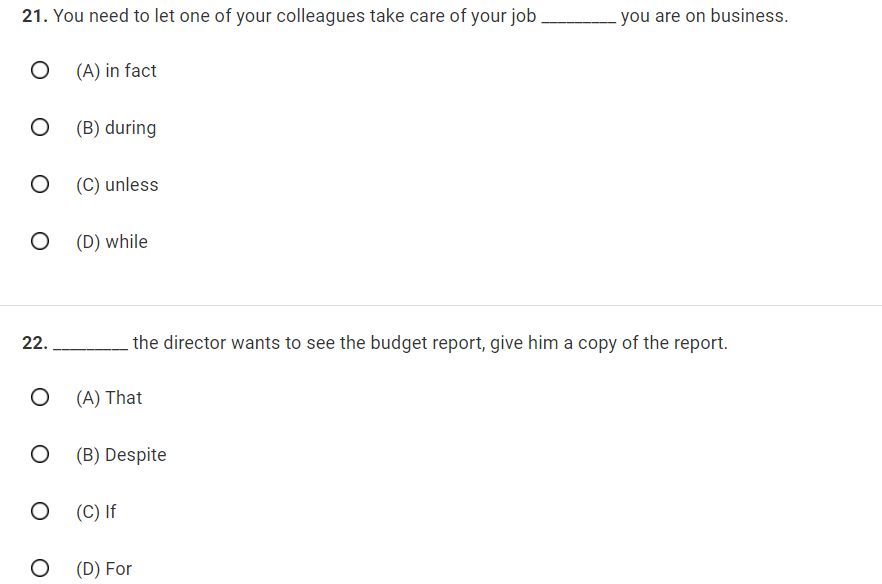 21. You need to let one of your colleagues take care of your job _________ you are on business.
(A) in fact
(B) during
(C) unless
(D) while
22. _________ the director wants to see the budget report, give him a copy of the report.
(A) That
(B) Despite
(C) If
(D) For